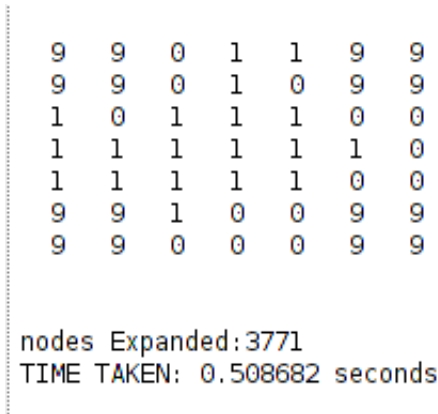 9 9 0 1 1 9 9
9 9 0 1 0 9 9
1 0 1 1 1 0 0
1 1 1 1 1 1 0
1 1 1 1 1 0 0
9 9 1 0 0 9 9
9 9 0 0 0 9 9
nodes Expanded:3771
TIME TAKEN: 0.508682 seconds